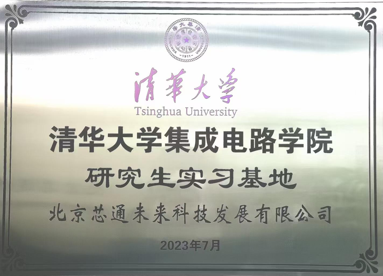 清華大学
Tsinghua University
清华大学集成电路学院
研究生实习基地
北京芯通未来科技发展有限公司
2023年7月